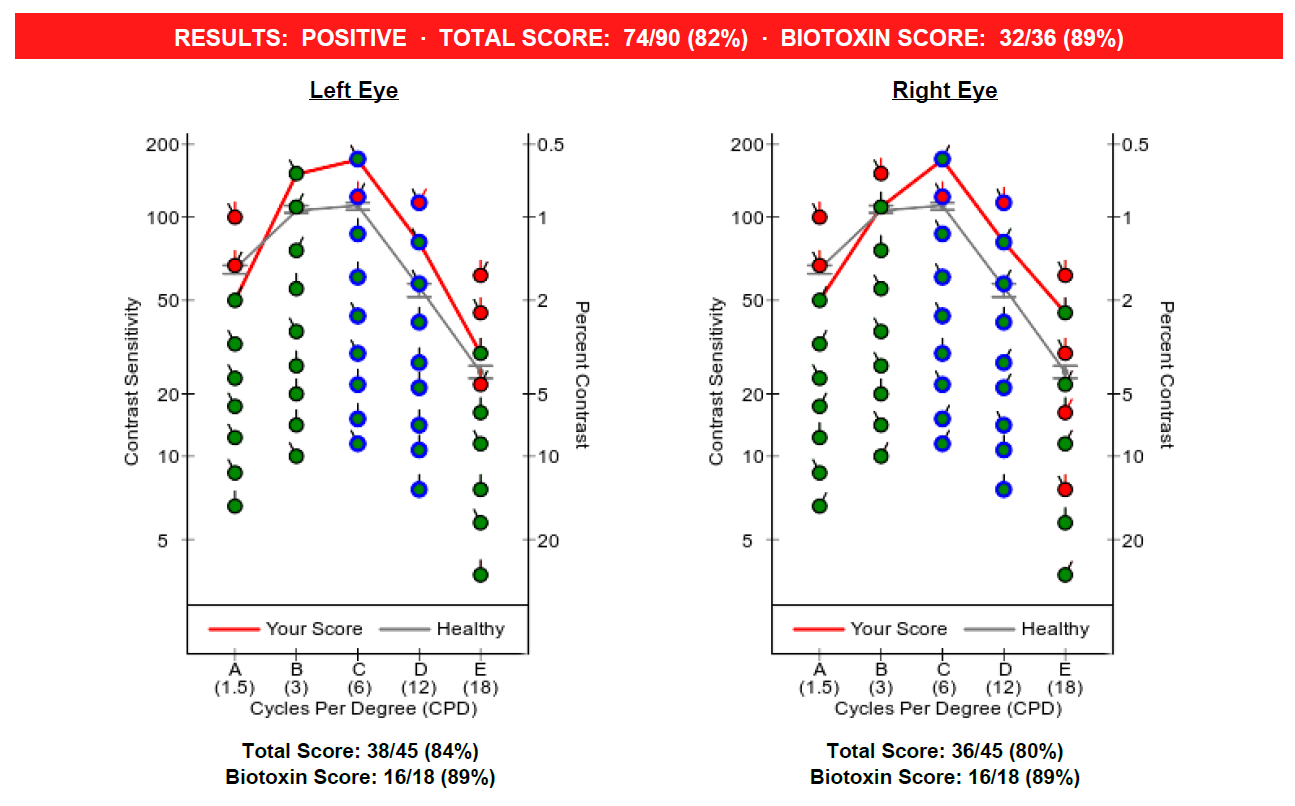 RESULTS:  POSITIVE  ·  TOTAL SCORE:  74/90 (82%)  ·  BIOTOXIN SCORE:  32/36 (89%)
Left Eye
200
100
50
20
10
5
Contrast Sensitivity
0.5
1
2
5
10
20
Percent Contrast
Your Score
Healthy
A B C D E
(1.5) (3) (6) (12) (18)
Cycles Per Degree (CPD)
Total Score: 38/45 (84%)
Biotoxin Score: 16/18 (89%)
Right Eye
200
100
50
20
10
5
Contrast Sensitivity
0.5
1
2
5
10
20
Percent Contrast
Your Score
Healthy
A B C D E
(1.5) (3) (6) (12) (18)
Cycles Per Degree (CPD)
Total Score: 36/45 (80%)
Biotoxin Score: 16/18 (89%)